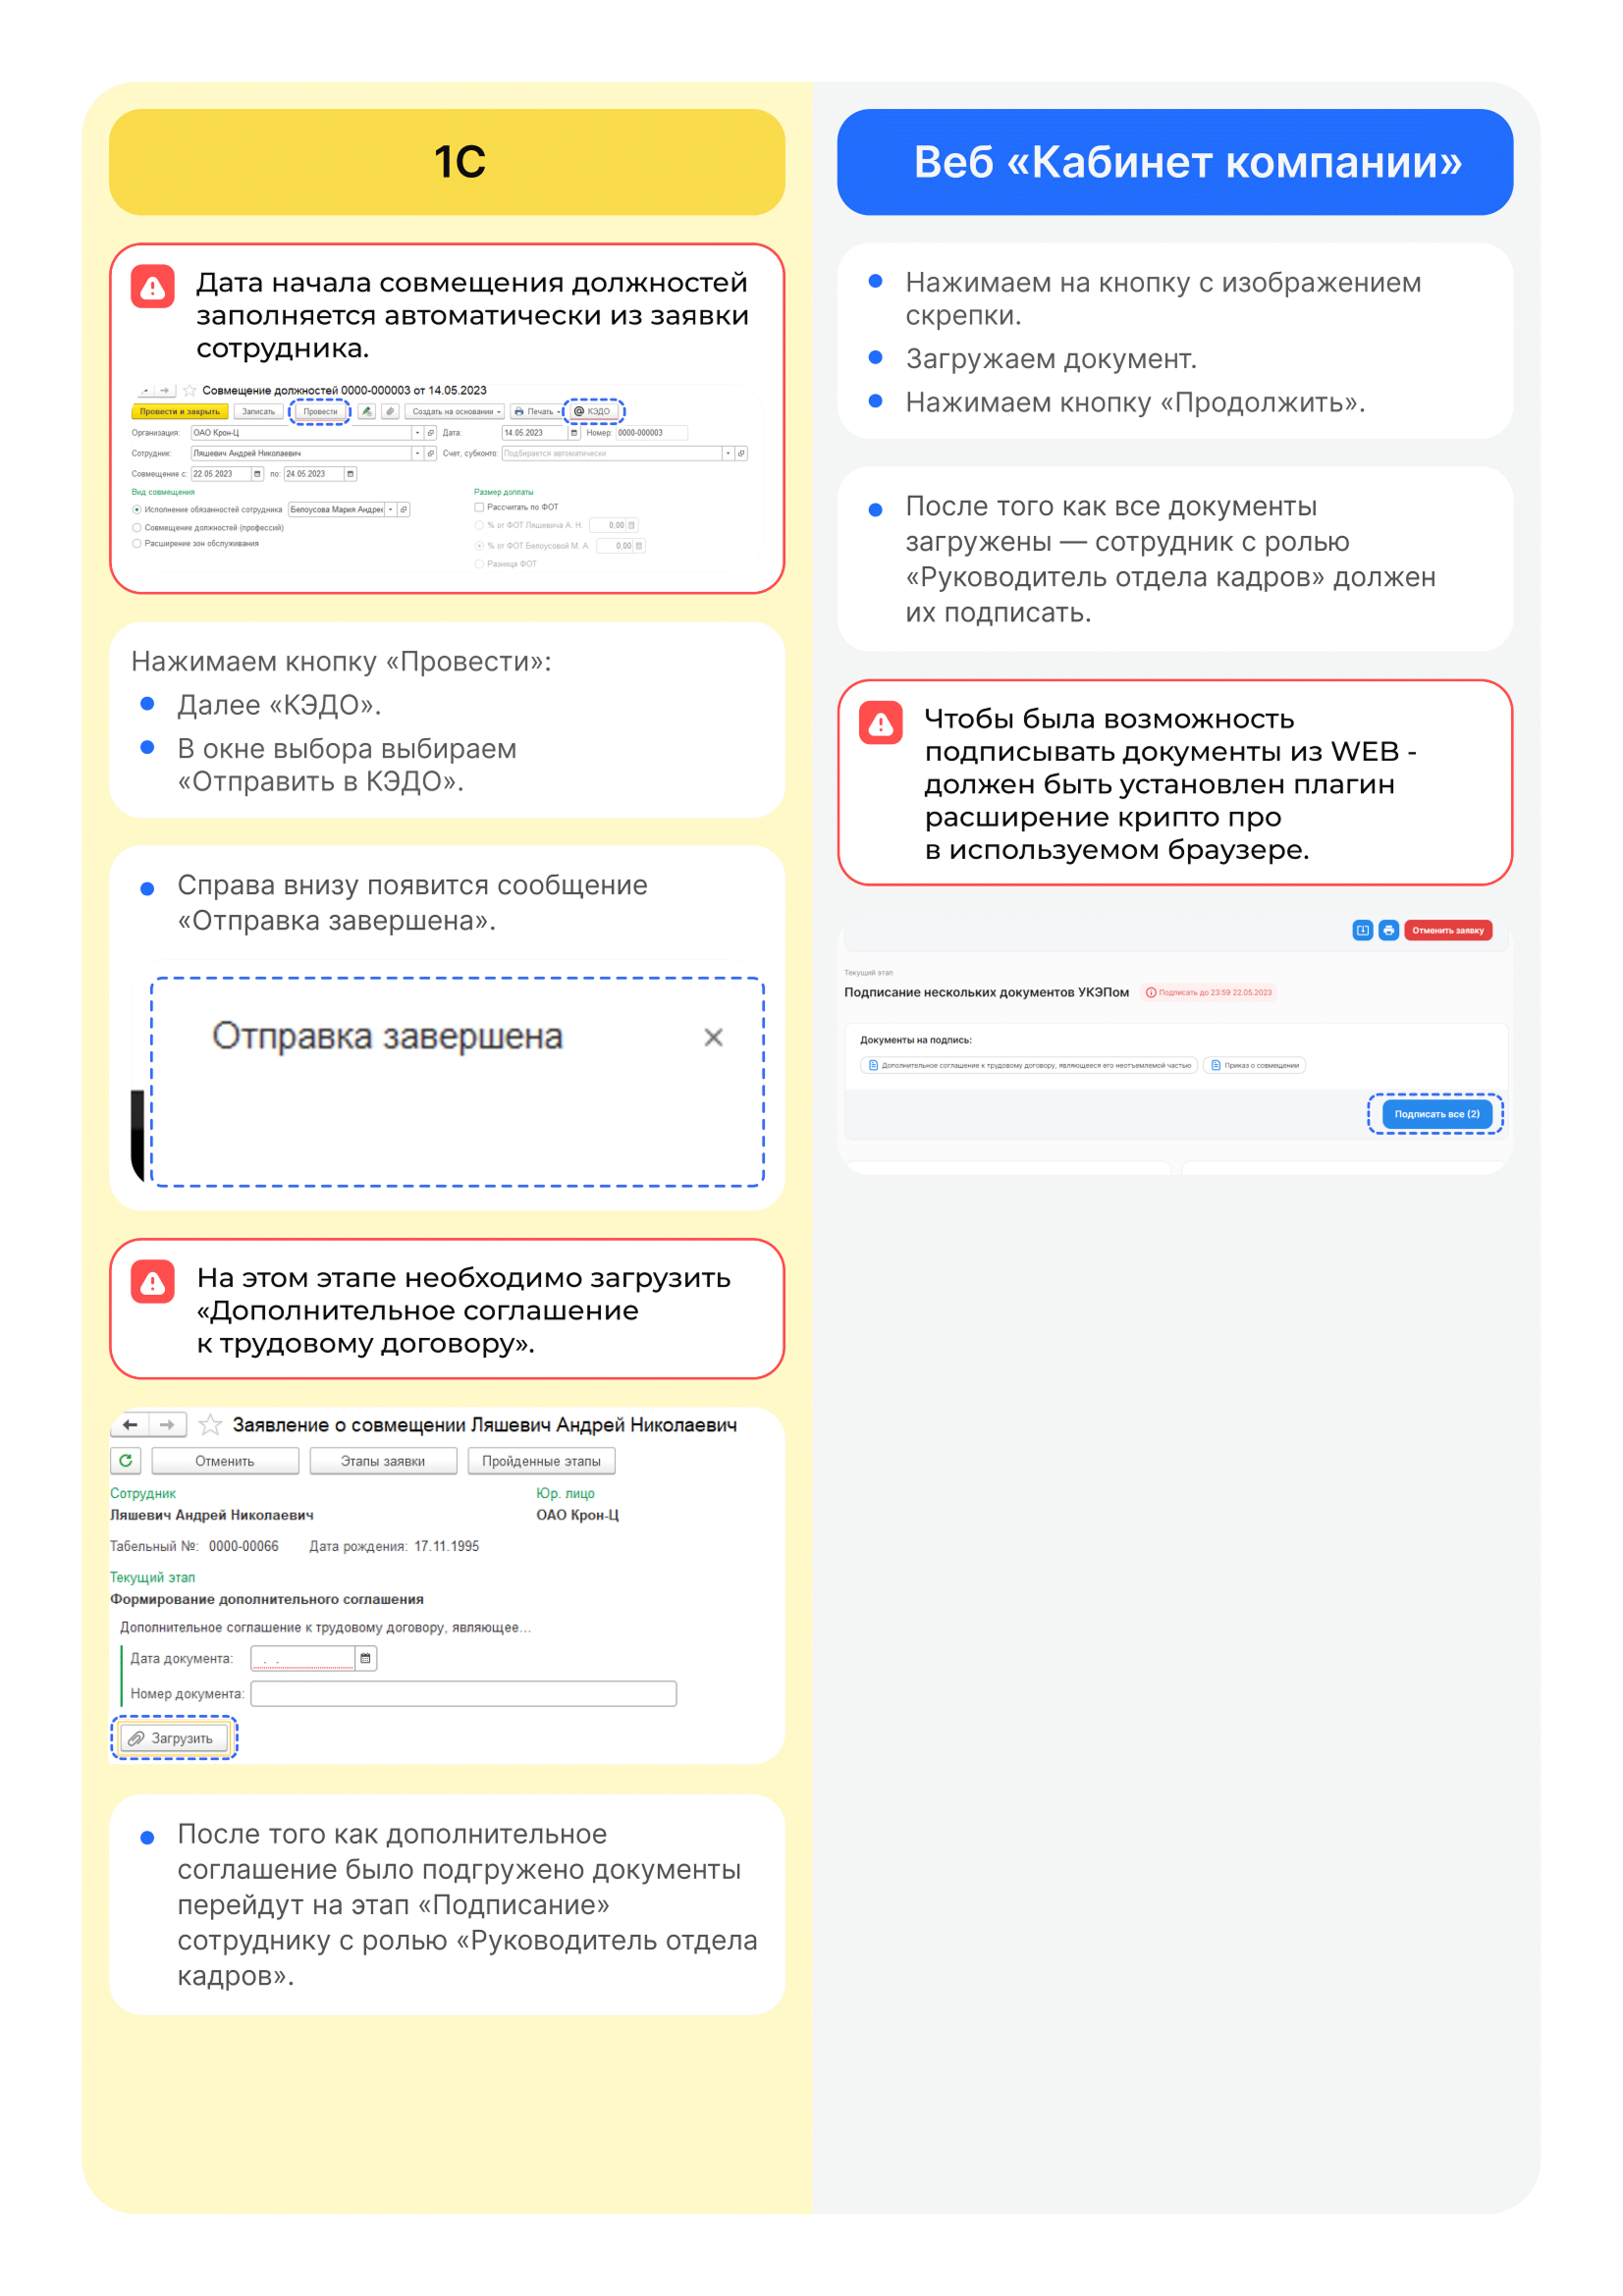 1С
Дата начала совмещения должностей
заполняется автоматически из заявки
сотрудника.
Совмещение должностей 0000-000003 от 14.05.2023
Провести и закрыть Записать Провести Создать на основании Печать КЭДО
Организация: ОАО Крон-Ц Дата: 14.05.2023 Номер: 0000-000003
Сотрудник: Ляшевич Андрей Николаевич Счет, субконто: Подбирается автоматически
Совмещение с: 22.05.2023 по: 24.05.2023
Вид совмещения Размер доплаты
Исполнение обязанностей сотрудника Белоусова Мария Андрее Рассчитать по ФОТ
Совмещение должностей (профессий) % от ФОТ Ляшевича А. Н. 0,00
Расширение зон обслуживания % от ФОТ Белоусовой М. А. 0,00
Разница ФОТ
Нажимаем кнопку «Провести»:
Далее «КЭДО».
В окне выбора выбираем
«Отправить в КЭДО».
Справа внизу появится сообщение
«Отправка завершена».
Отправка завершена
На этом этапе необходимо загрузить
«Дополнительное соглашение
к трудовому договору».
Заявление о совмещении Ляшевич Андрей Николаевич
Отменить Этапы заявки Пройденные этапы
Сотрудник Юр. лицо
Ляшевич Андрей Николаевич ОАО Крон-Ц
Табельный №: 0000-00066 Дата рождения: 17.11.1995
Текущий этап
Формирование дополнительного соглашения
Дополнительное соглашение к трудовому договору, являющее...
Дата документа: . .
Номер документа:
Загрузить
После того как дополнительное
соглашение было подгружено документы
перейдут на этап «Подписание»
сотруднику с ролью «Руководитель отдела
кадров».
Веб «Кабинет компании»
Нажимаем на кнопку с изображением
скрепки.
Загружаем документ.
Нажимаем кнопку «Продолжить».
После того как все документы
загружены — сотрудник с ролью
«Руководитель отдела кадров» должен
их подписать.
Чтобы была возможность
подписывать документы из WEB -
должен быть установлен плагин
расширение крипто про
в используемом браузере.
Отменить заявку
Текущий этап
Подписание нескольких документов УКЭПом Подписать до 23:59 22.05.2023
Документы на подпись:
Дополнительное соглашение к трудовому договору, являющееся его неотъемлемой частью Приказ о совмещении
Подписать все (2)